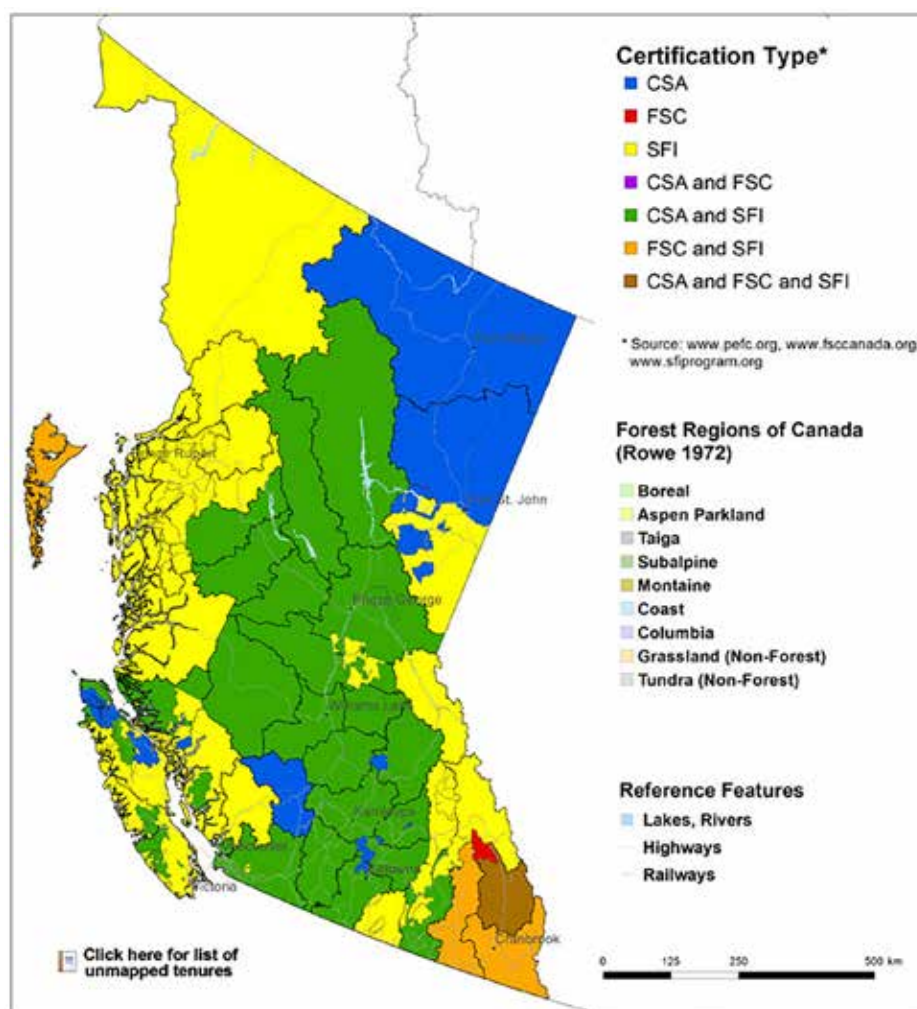 Certification Type*
CSA
FSC
SFI
CSA and FSC
CSA and SFI
FSC and SFI
CSA and FSC and SFI
* Source: www.pefc.org, www.fsccanada.org,
www.sfiprogram.org
Forest Regions of Canada
(Rowe 1972)
Boreal
Aspen Parkland
Taiga
Subalpine
Montaine
Coast
Columbia
Grassland (Non-Forest)
Tundra (Non-Forest)
Reference Features
Lakes, Rivers
Highways
Railways
0 125 250 500 km
Prince Rupert
St. John
Prince George
Williams Lake
Kamloops
Kelowna
Victoria
Cranbrook
Click here for list of
unmapped tenures